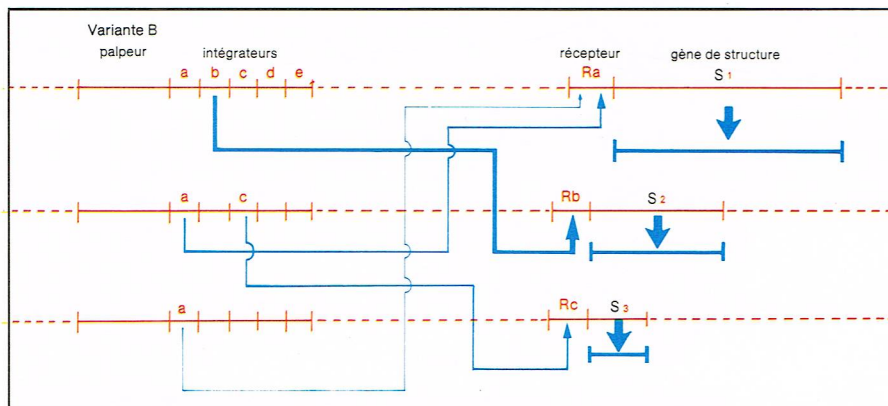 Variante B
palpeur intégrateurs récepteur gène de structure
a b c d e Ra S 1
a c Rb S 2
a Rc S 3